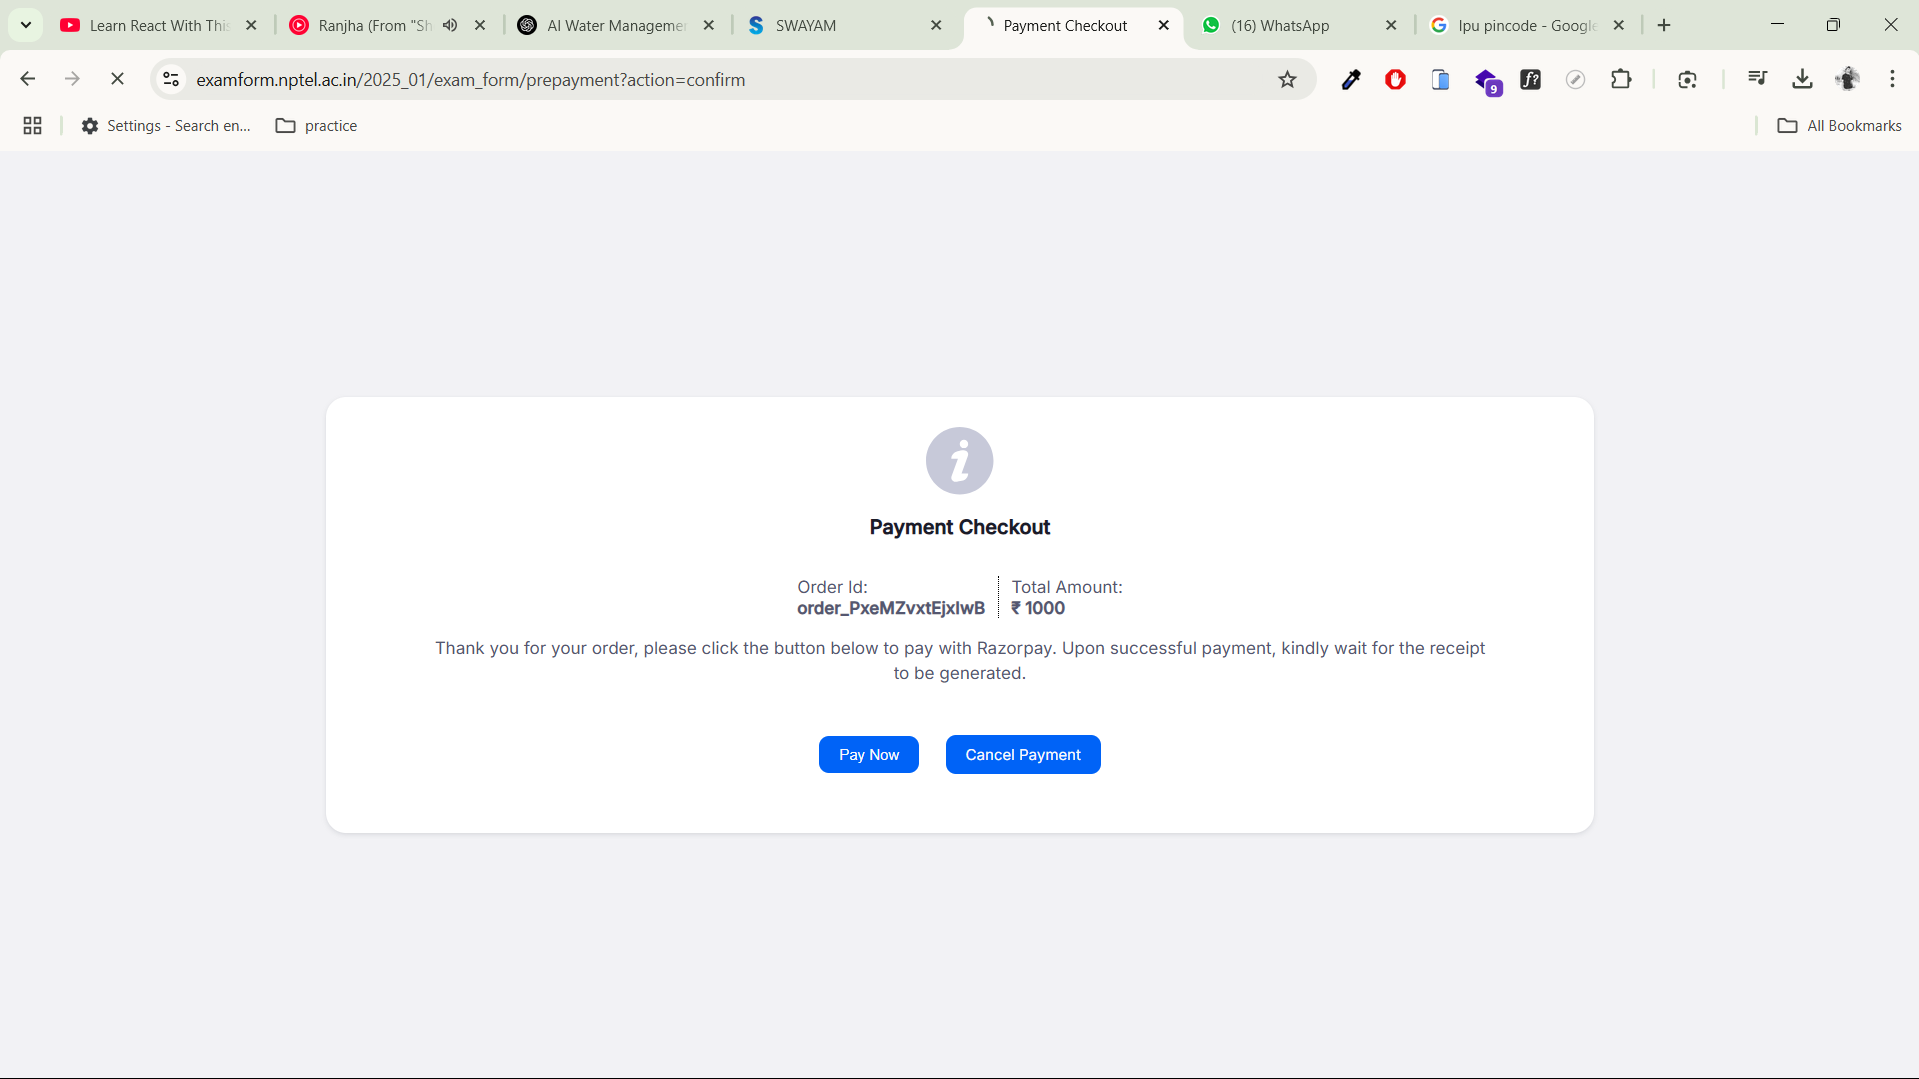 Learn React With This
Ranjha (From "Sh
AI Water Managemen
SWAYAM
Payment Checkout
(16) WhatsApp
Ipu pincode - Google
examform.nptel.ac.in/2025_01/exam_form/prepayment?action=confirm
f?
9
Settings - Search en...
practice
All Bookmarks
Payment Checkout
Order Id:
order_PxeMZvxtEjxIwB
Total Amount:
₹ 1000
Thank you for your order, please click the button below to pay with Razorpay. Upon successful payment, kindly wait for the receipt
to be generated.
Pay Now
Cancel Payment